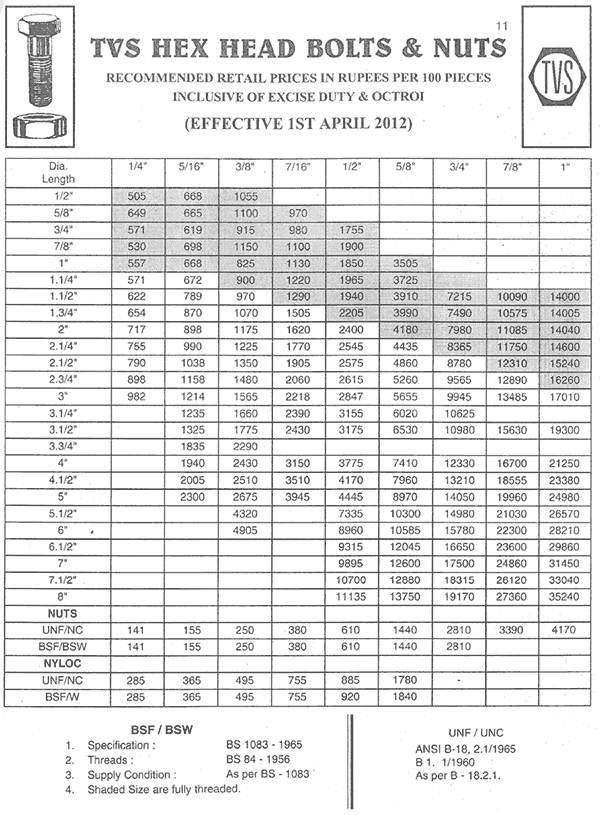 11
TVS HEX HEAD BOLTS & NUTS
RECOMMENDED RETAIL PRICES IN RUPEES PER 100 PIECES
INCLUSIVE OF EXCISE DUTY & OCTROI
(EFFECTIVE 1ST APRIL 2012)
TVS
Dia. Length 1/4" 5/16" 3/8" 7/16" 1/2" 5/8" 3/4" 7/8" 1"
1/2" 505 668 1055
5/8" 649 665 1100 970
3/4" 571 619 915 980 1755
7/8" 530 698 1150 1100 1900
1" 557 668 825 1130 1850 3505
1.1/4" 571 672 900 1220 1965 3725
1.1/2" 622 789 970 1290 1940 3910 7215 10090 14000
1.3/4" 654 870 1070 1505 2205 3990 7490 10575 14005
2" 717 898 1175 1620 2400 4180 7980 11085 14040
2.1/4" 755 990 1225 1770 2545 4435 8365 11750 14600
2.1/2" 790 1038 1350 1905 2575 4860 8780 12310 15240
2.3/4" 898 1158 1480 2060 2615 5260 9565 12890 16260
3" 982 1214 1565 2218 2847 5655 9945 13485 17010
3.1/4" 1235 1660 2390 3155 6020 10625
3.1/2" 1325 1775 2430 3175 6530 10980 15630 19300
3.3/4" 1835 2290
4" 1940 2430 3150 3775 7410 12330 16700 21250
4.1/2" 2005 2510 3510 4170 7960 13210 18555 23380
5" 2300 2675 3945 4445 8970 14050 19960 24980
5.1/2" 4320 7335 10300 14980 21030 26570
6" 4905 8960 10585 15780 22300 28210
6.1/2" 9315 12045 16650 23600 29860
7" 9895 12600 17500 24860 31450
7.1/2" 10700 12880 18315 26120 33040
8" 11135 13750 19170 27360 35240
NUTS
UNF/NC 141 155 250 380 610 1440 2810 3390 4170
BSF/BSW 141 155 250 380 610 1440 2810
NYLOC
UNF/NC 285 365 495 755 885 1780 -
BSF/W 285 365 495 755 920 1840
BSF / BSW
1. Specification : BS 1083 - 1965
2. Threads : BS 84 - 1956
3. Supply Condition : As per BS - 1083
4. Shaded Size are fully threaded.
UNF / UNC
ANSI B-18, 2.1/1965
B 1. 1/1960
As per B - 18.2.1.